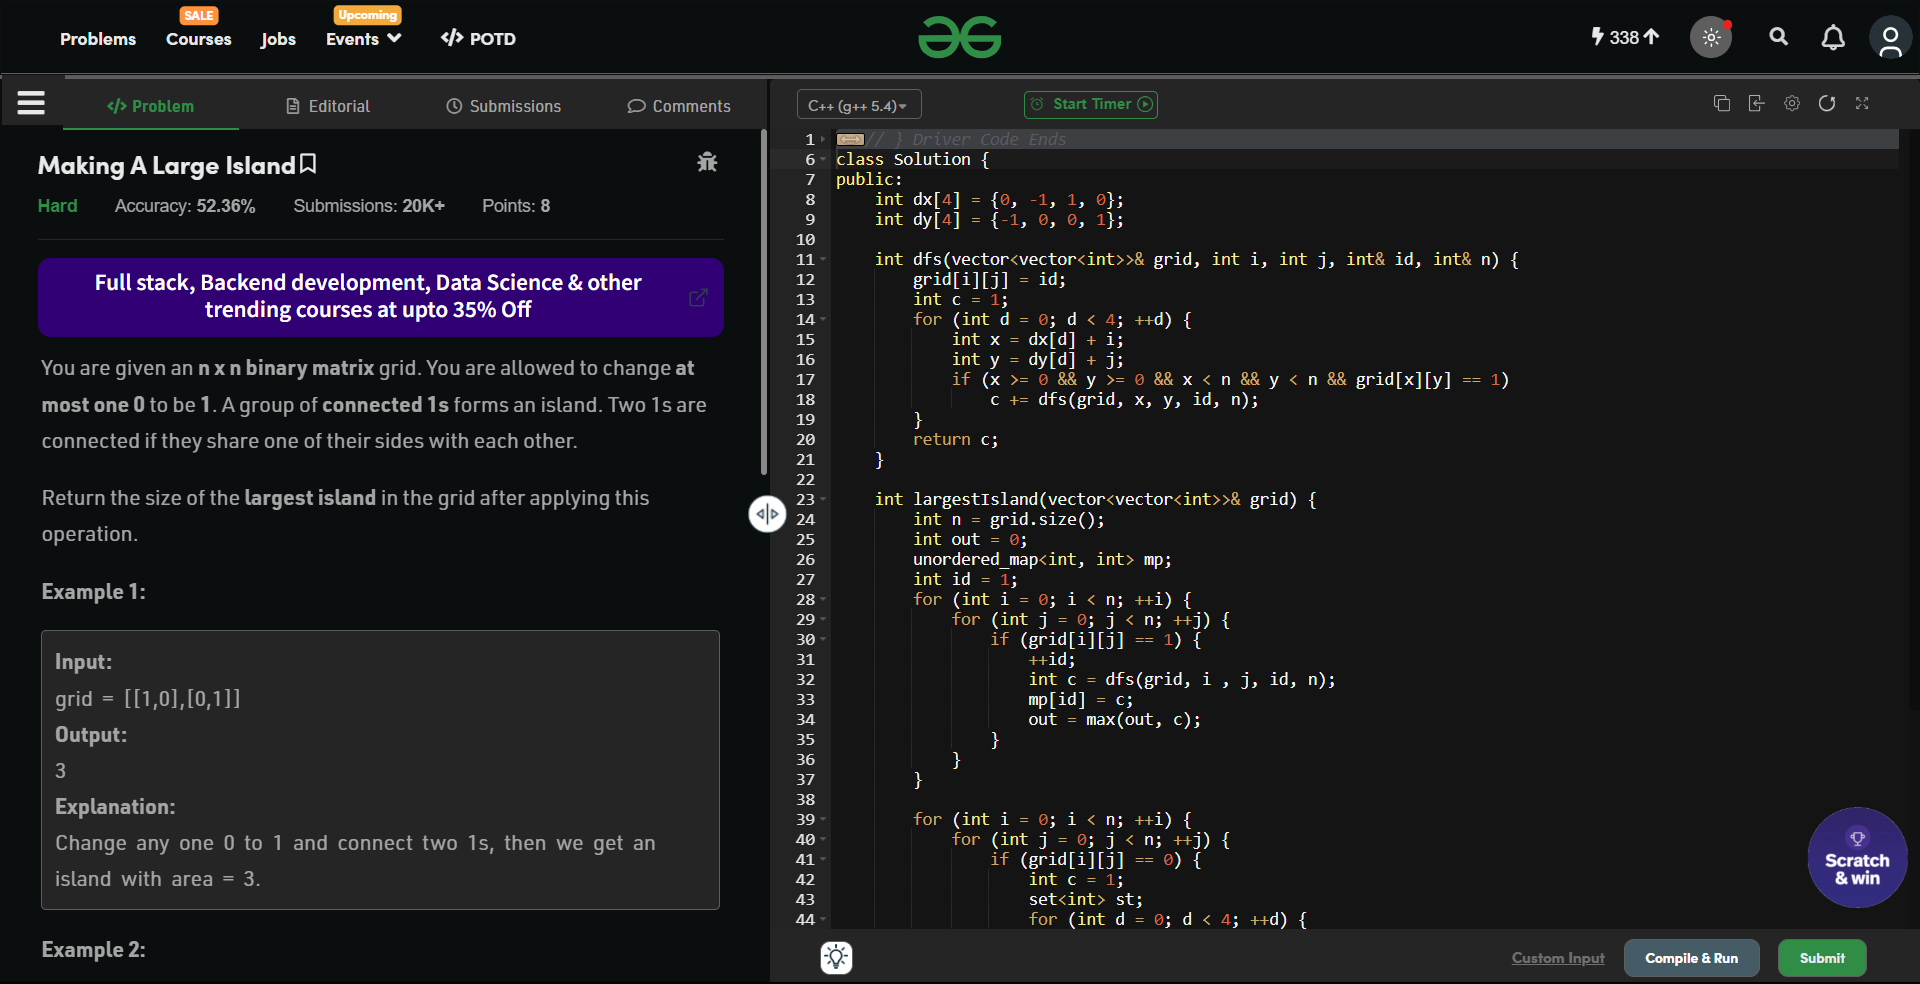 SALE
Upcoming
Problems
Courses
Jobs
Events
</> POTD
338
Problem
Editorial
Submissions
Comments
Making A Large Island
Hard
Accuracy: 52.36%
Submissions: 20K+
Points: 8
Full stack, Backend development, Data Science & other
trending courses at upto 35% Off
You are given an n x n binary matrix grid. You are allowed to change at
most one 0 to be 1. A group of connected 1s forms an island. Two 1s are
connected if they share one of their sides with each other.
Return the size of the largest island in the grid after applying this
operation.
Example 1:
Input:
grid = [[1,0],[0,1]]
Output:
3
Explanation:
Change any one 0 to 1 and connect two 1s, then we get an
island with area = 3.
Example 2:
C++ (g++ 5.4)
Start Timer
1 // } Driver Code Ends
6 class Solution {
7 public:
8 int dx[4] = {0, -1, 1, 0};
9 int dy[4] = {-1, 0, 0, 1};
10
11 int dfs(vector<vector<int>>& grid, int i, int j, int& id, int& n) {
12 grid[i][j] = id;
13 int c = 1;
14 for (int d = 0; d < 4; ++d) {
15 int x = dx[d] + i;
16 int y = dy[d] + j;
17 if (x >= 0 && y >= 0 && x < n && y < n && grid[x][y] == 1)
18 c += dfs(grid, x, y, id, n);
19 }
20 return c;
21 }
22
23 int largestIsland(vector<vector<int>>& grid) {
24 int n = grid.size();
25 int out = 0;
26 unordered_map<int, int> mp;
27 int id = 1;
28 for (int i = 0; i < n; ++i) {
29 for (int j = 0; j < n; ++j) {
30 if (grid[i][j] == 1) {
31 ++id;
32 int c = dfs(grid, i , j, id, n);
33 mp[id] = c;
34 out = max(out, c);
35 }
36 }
37 }
38
39 for (int i = 0; i < n; ++i) {
40 for (int j = 0; j < n; ++j) {
41 if (grid[i][j] == 0) {
42 int c = 1;
43 set<int> st;
44 for (int d = 0; d < 4; ++d) {
Scratch
& win
Custom Input
Compile & Run
Submit